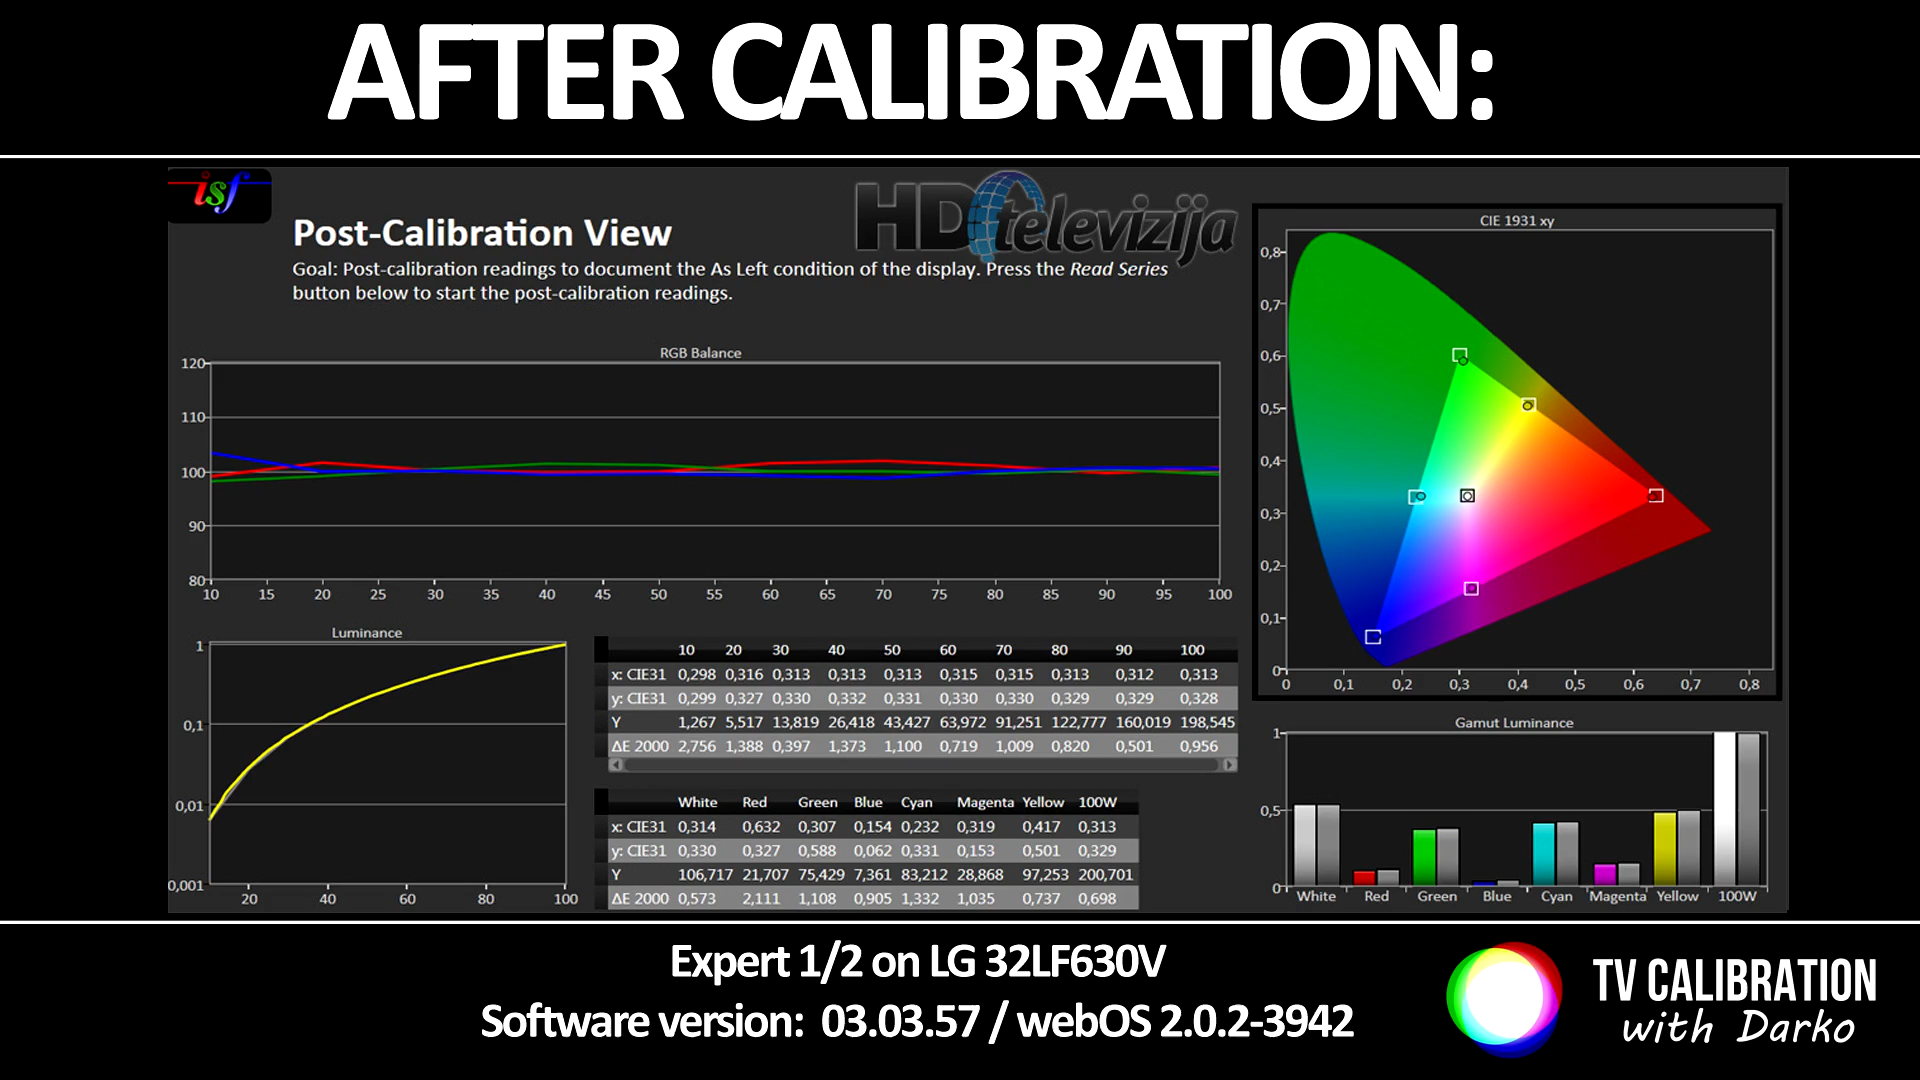 AFTER CALIBRATION:
isf
HD televizija
Post-Calibration View
Goal: Post-calibration readings to document the As Left condition of the display. Press the Read Series
button below to start the post-calibration readings.
RGB Balance
120
110
100
90
80
10 15 20 25 30 35 40 45 50 55 60 65 70 75 80 85 90 95 100
CIE 1931 xy
0,8
0,7
0,6
0,5
0,4
0,3
0,2
0,1
0
0 0,1 0,2 0,3 0,4 0,5 0,6 0,7 0,8
Luminance
1
0,1
0,01
0,001
20 40 60 80 100
10 20 30 40 50 60 70 80 90 100
x: CIE31 0,298 0,316 0,313 0,313 0,313 0,315 0,315 0,313 0,312 0,313
y: CIE31 0,299 0,327 0,330 0,332 0,331 0,330 0,330 0,329 0,329 0,328
Y 1,267 5,517 13,819 26,418 43,427 63,972 91,251 122,777 160,019 198,545
ΔE 2000 2,756 1,388 0,397 1,373 1,100 0,719 1,009 0,820 0,501 0,956
White Red Green Blue Cyan Magenta Yellow 100W
x: CIE31 0,314 0,632 0,307 0,154 0,232 0,319 0,417 0,313
y: CIE31 0,330 0,327 0,588 0,062 0,331 0,153 0,501 0,329
Y 106,717 21,707 75,429 7,361 83,212 28,868 97,253 200,701
ΔE 2000 0,573 2,111 1,108 0,905 1,332 1,035 0,737 0,698
Gamut Luminance
1
0,5
0
White Red Green Blue Cyan Magenta Yellow 100W
Expert 1/2 on LG 32LF630V
Software version: 03.03.57 / webOS 2.0.2-3942
TV CALIBRATION
with Darko